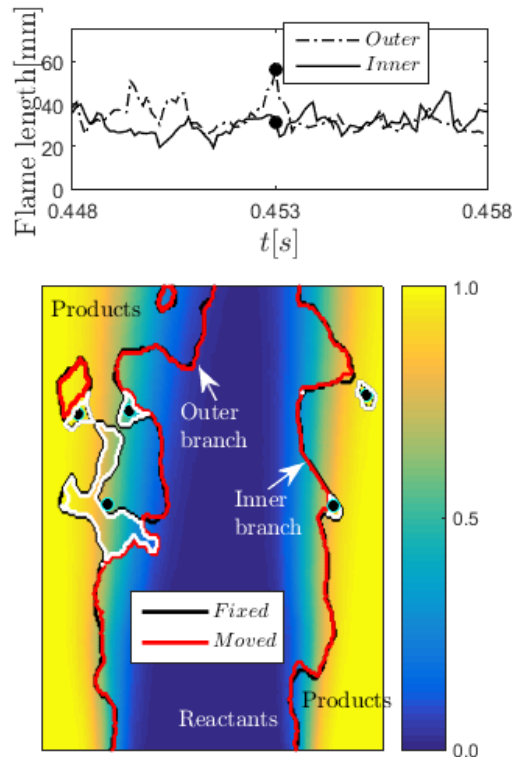 Flame length[mm]
60
40
20
0
Outer
Inner
0.448
0.453
0.458
t[s]
Products
Outer
branch
Inner
branch
Fixed
Moved
Reactants
Products
1.0
0.5
0.0